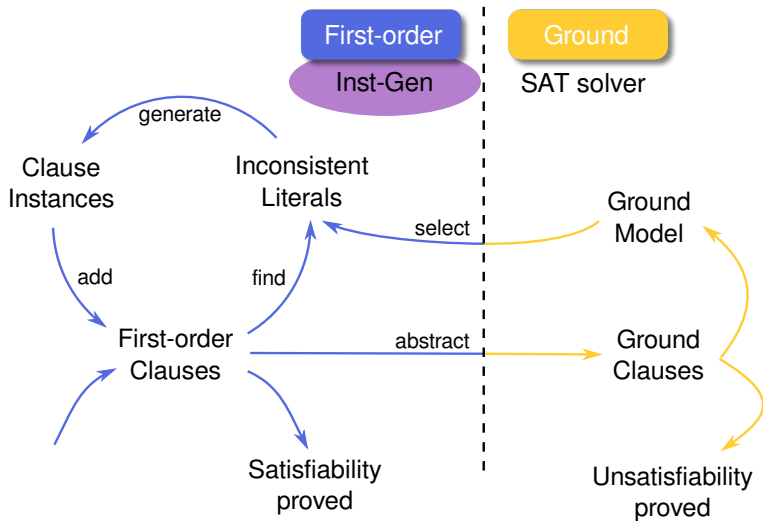 First-order
Ground
Inst-Gen
SAT solver
generate
Clause
Instances
Inconsistent
Literals
select
Ground
Model
add
find
First-order
Clauses
abstract
Ground
Clauses
Satisfiability
proved
Unsatisfiability
proved